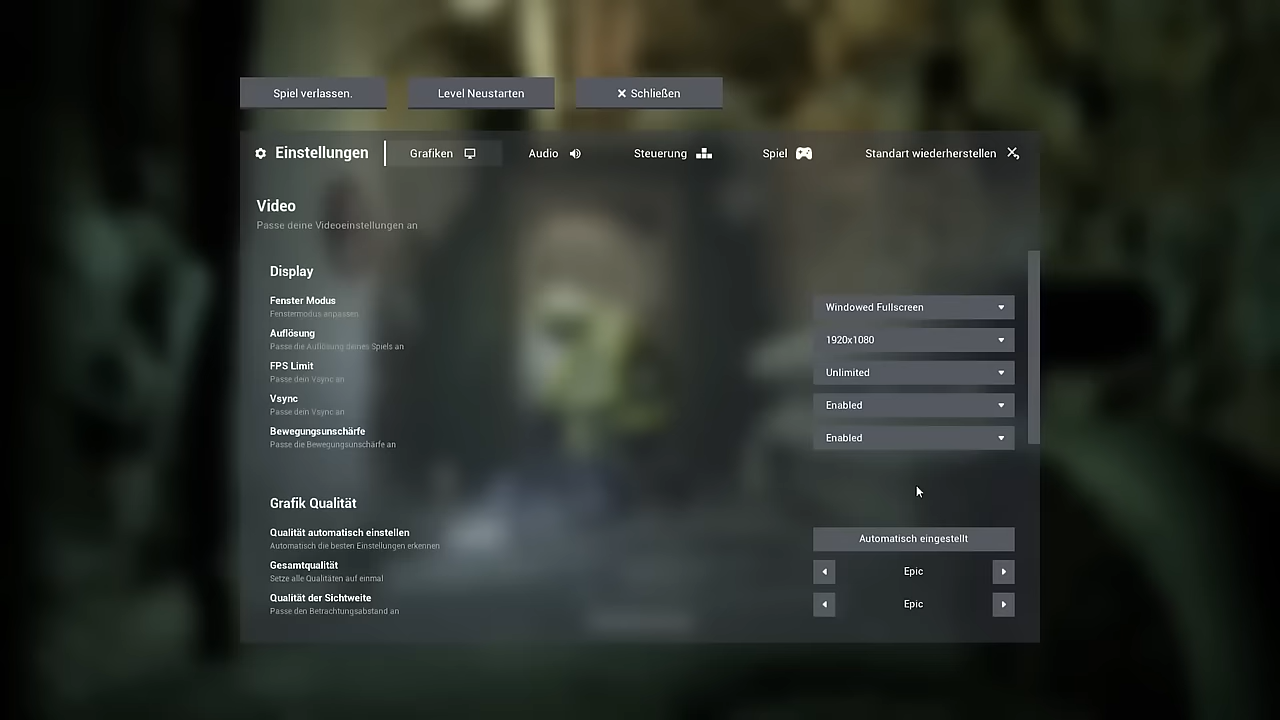 Spiel verlassen.
Level Neustarten
Schließen
Einstellungen
Grafiken
Audio
Steuerung
Spiel
Standart wiederherstellen
Video
Passe deine Videoeinstellungen an
Display
Fenster Modus
Windowed Fullscreen
Fenstermodus anpassen
Auflösung
1920x1080
Passe die Auflösung deines Spiels an
FPS Limit
Unlimited
Passe dein Vsync an
Vsync
Enabled
Passe dein Vsync an
Bewegungsunschärfe
Enabled
Passe die Bewegungsunschärfe an
Grafik Qualität
Qualität automatisch einstellen
Automatisch eingestellt
Automatisch die besten Einstellungen erkennen
Gesamtqualität
Epic
Setze alle Qualitäten auf einmal
Qualität der Sichtweite
Epic
Passe den Betrachtungsabstand an